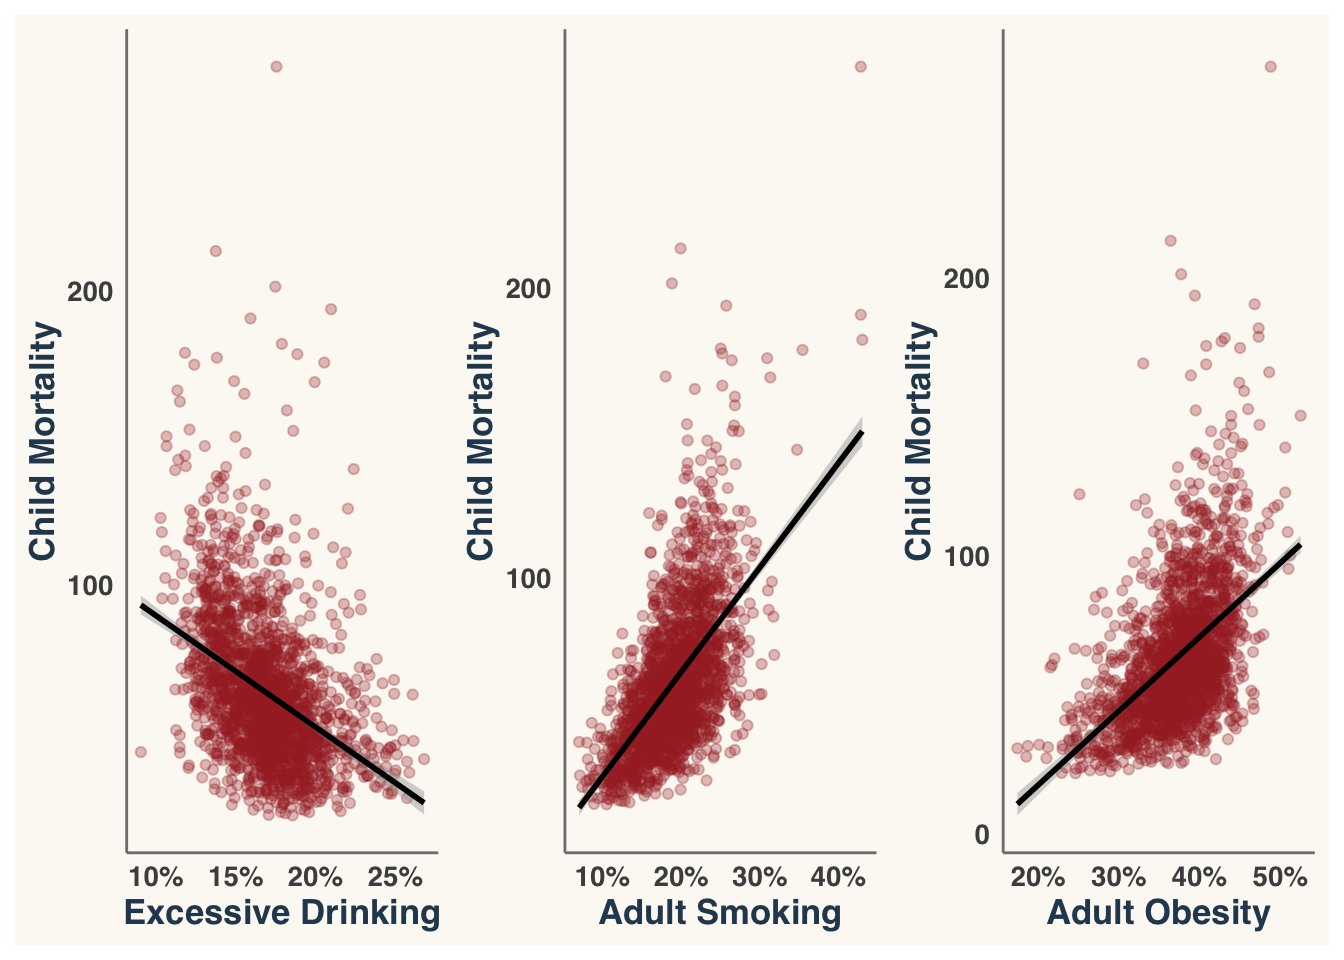 Child Mortality
200
100
10% 15% 20% 25%
Excessive Drinking
Child Mortality
200
100
10% 20% 30% 40%
Adult Smoking
Child Mortality
200
100
0
20% 30% 40% 50%
Adult Obesity